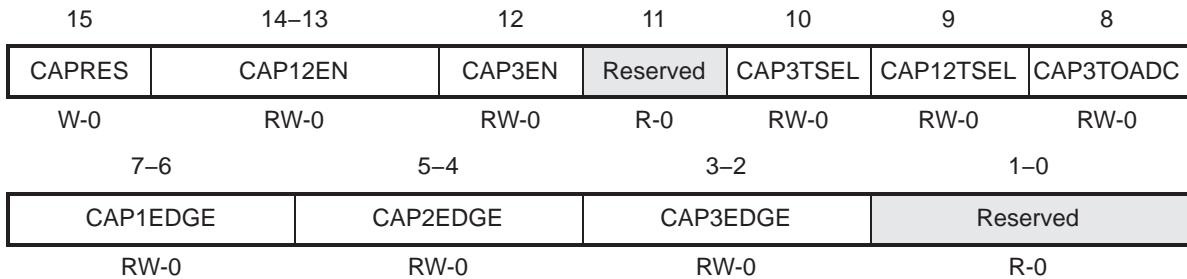 15 14–13 12 11 10 9 8
CAPRES CAP12EN CAP3EN Reserved CAP3TSEL CAP12TSEL CAP3TOADC
W-0 RW-0 RW-0 R-0 RW-0 RW-0 RW-0
7–6 5–4 3–2 1–0
CAP1EDGE CAP2EDGE CAP3EDGE Reserved
RW-0 RW-0 RW-0 R-0